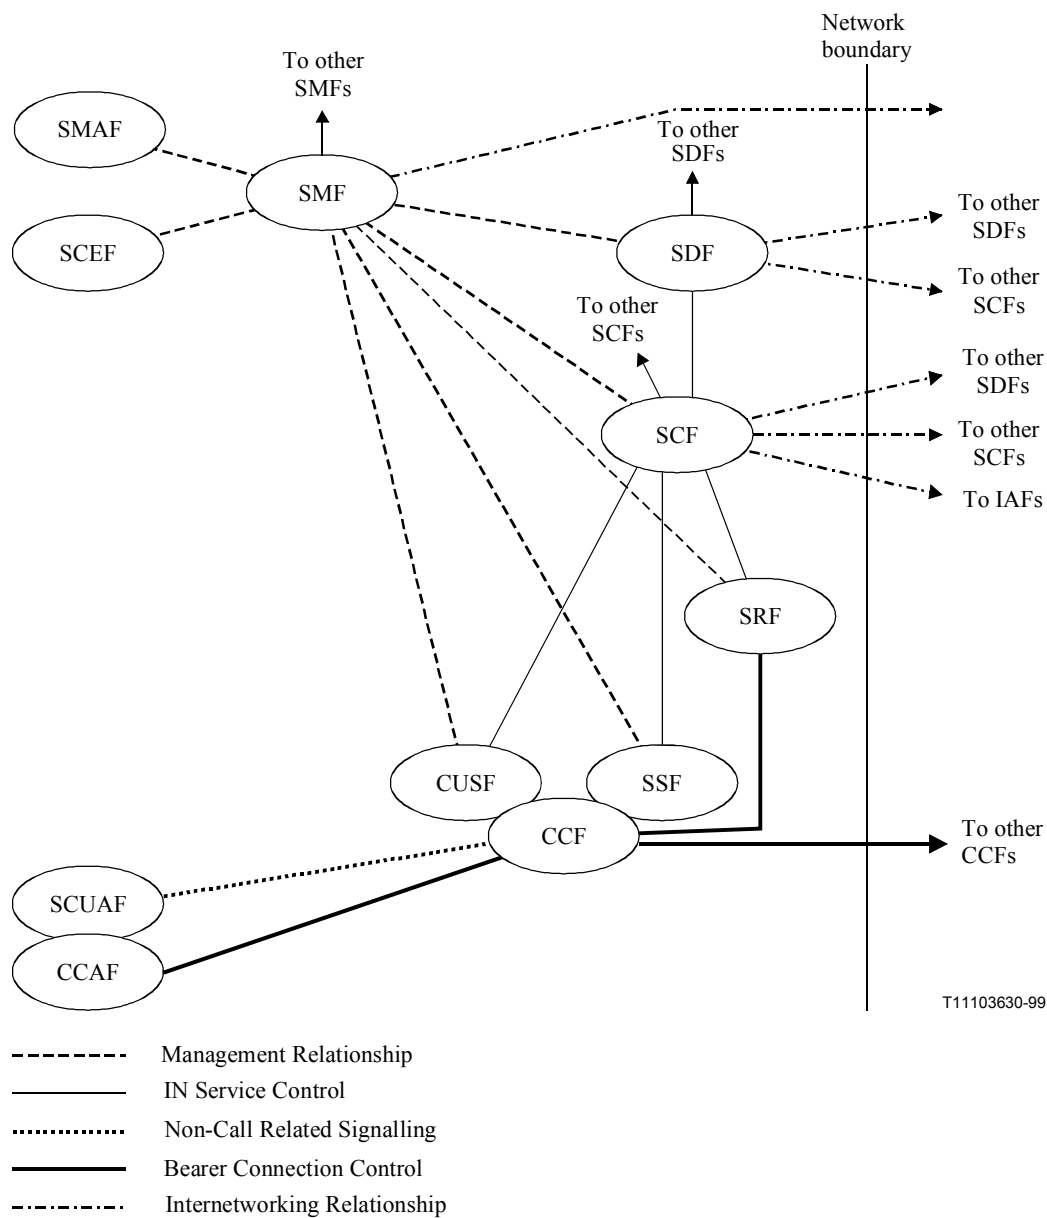 Network
boundary
To other
SMFs
SMAF
To other
SDFs
SMF
To other
SDFs
SCEF
SDF
To other
SCFs
To other
SCFs
To other
SDFs
SCF
To other
SCFs
To IAFs
SRF
CUSF
SSF
CCF
To other
CCFs
SCUAF
CCAF
T11103630-99
Management Relationship
IN Service Control
Non-Call Related Signalling
Bearer Connection Control
Internetworking Relationship